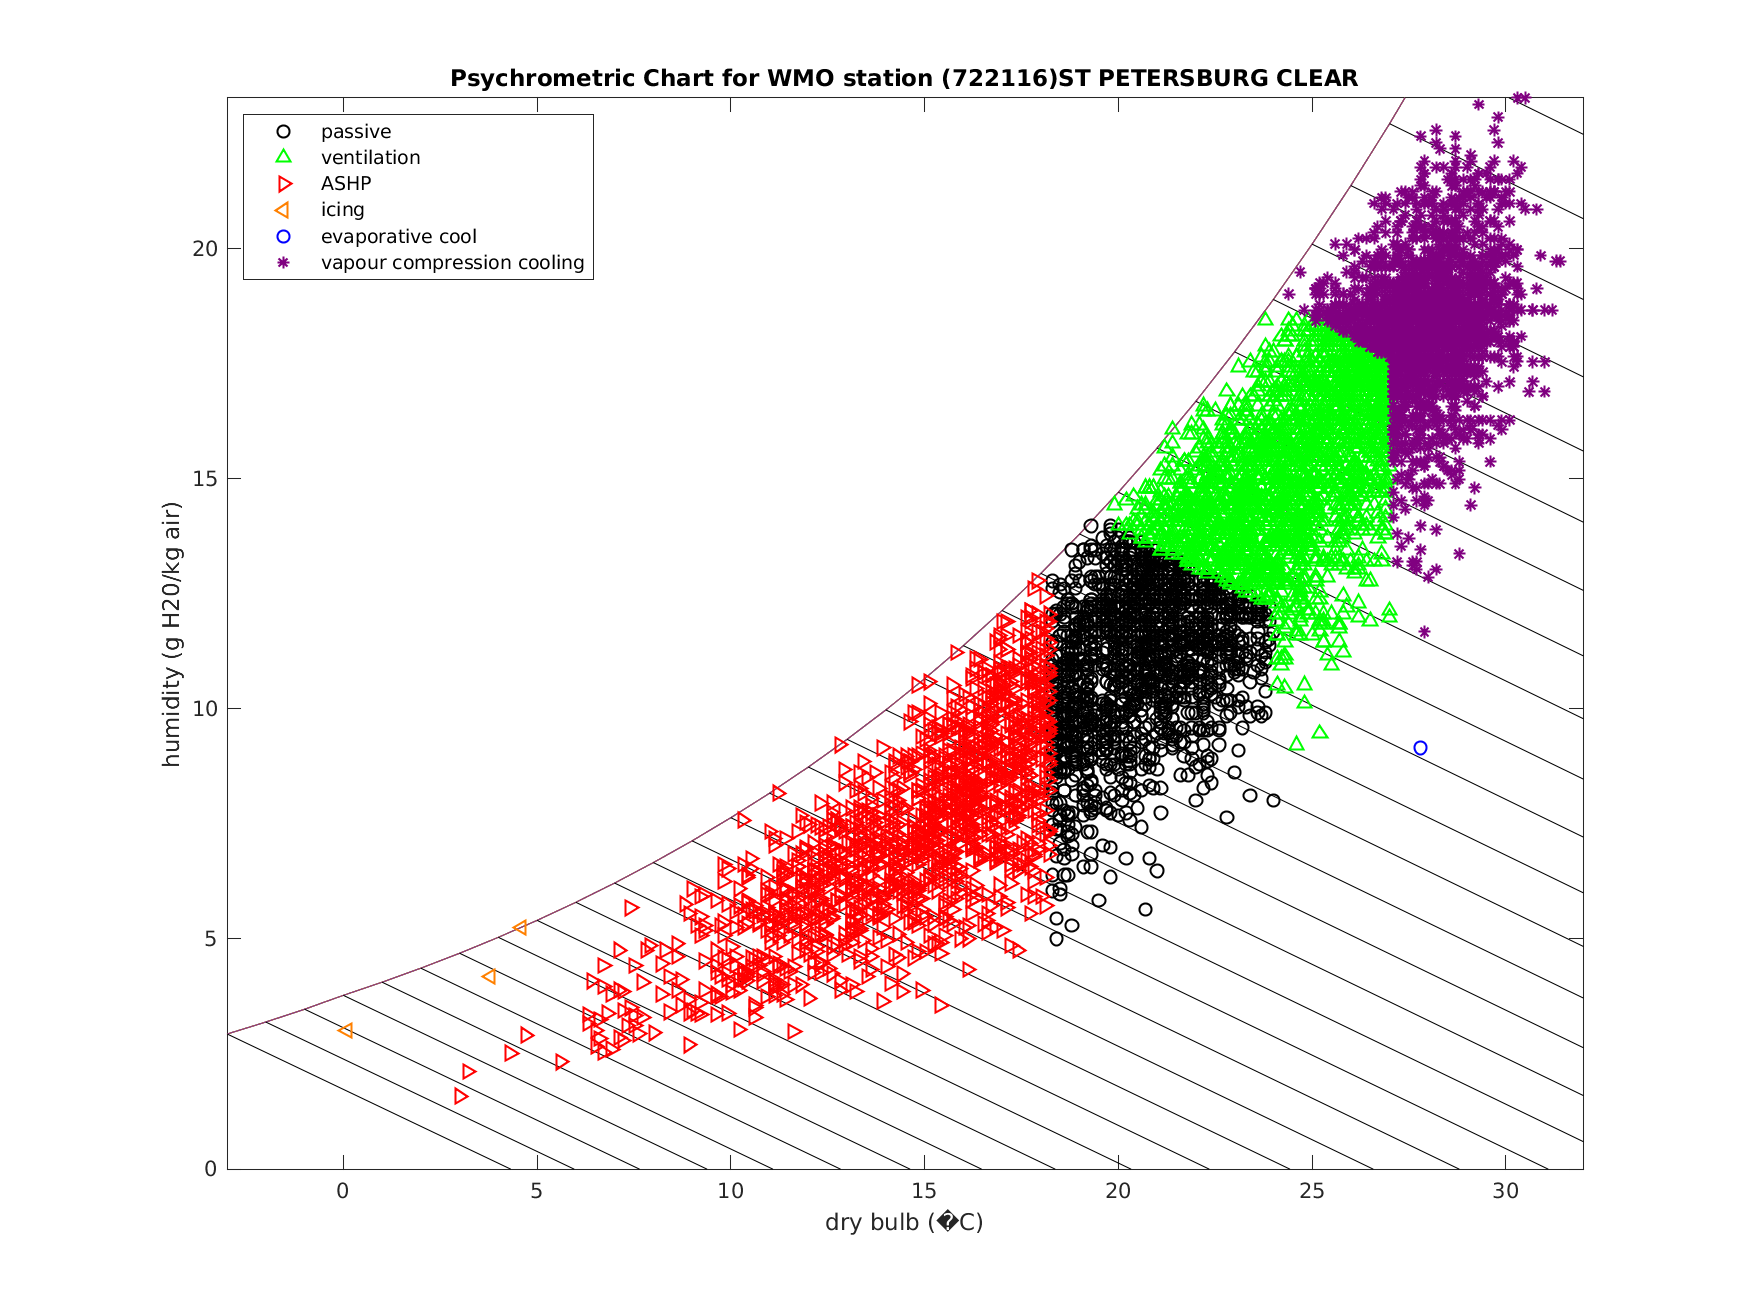 Psychrometric Chart for WMO station (722116)ST PETERSBURG CLEAR
passive
ventilation
ASHP
icing
evaporative cool
vapour compression cooling
humidity (g H20/kg air)
20
15
10
5
0
0 5 10 15 20 25 30
dry bulb (�C)